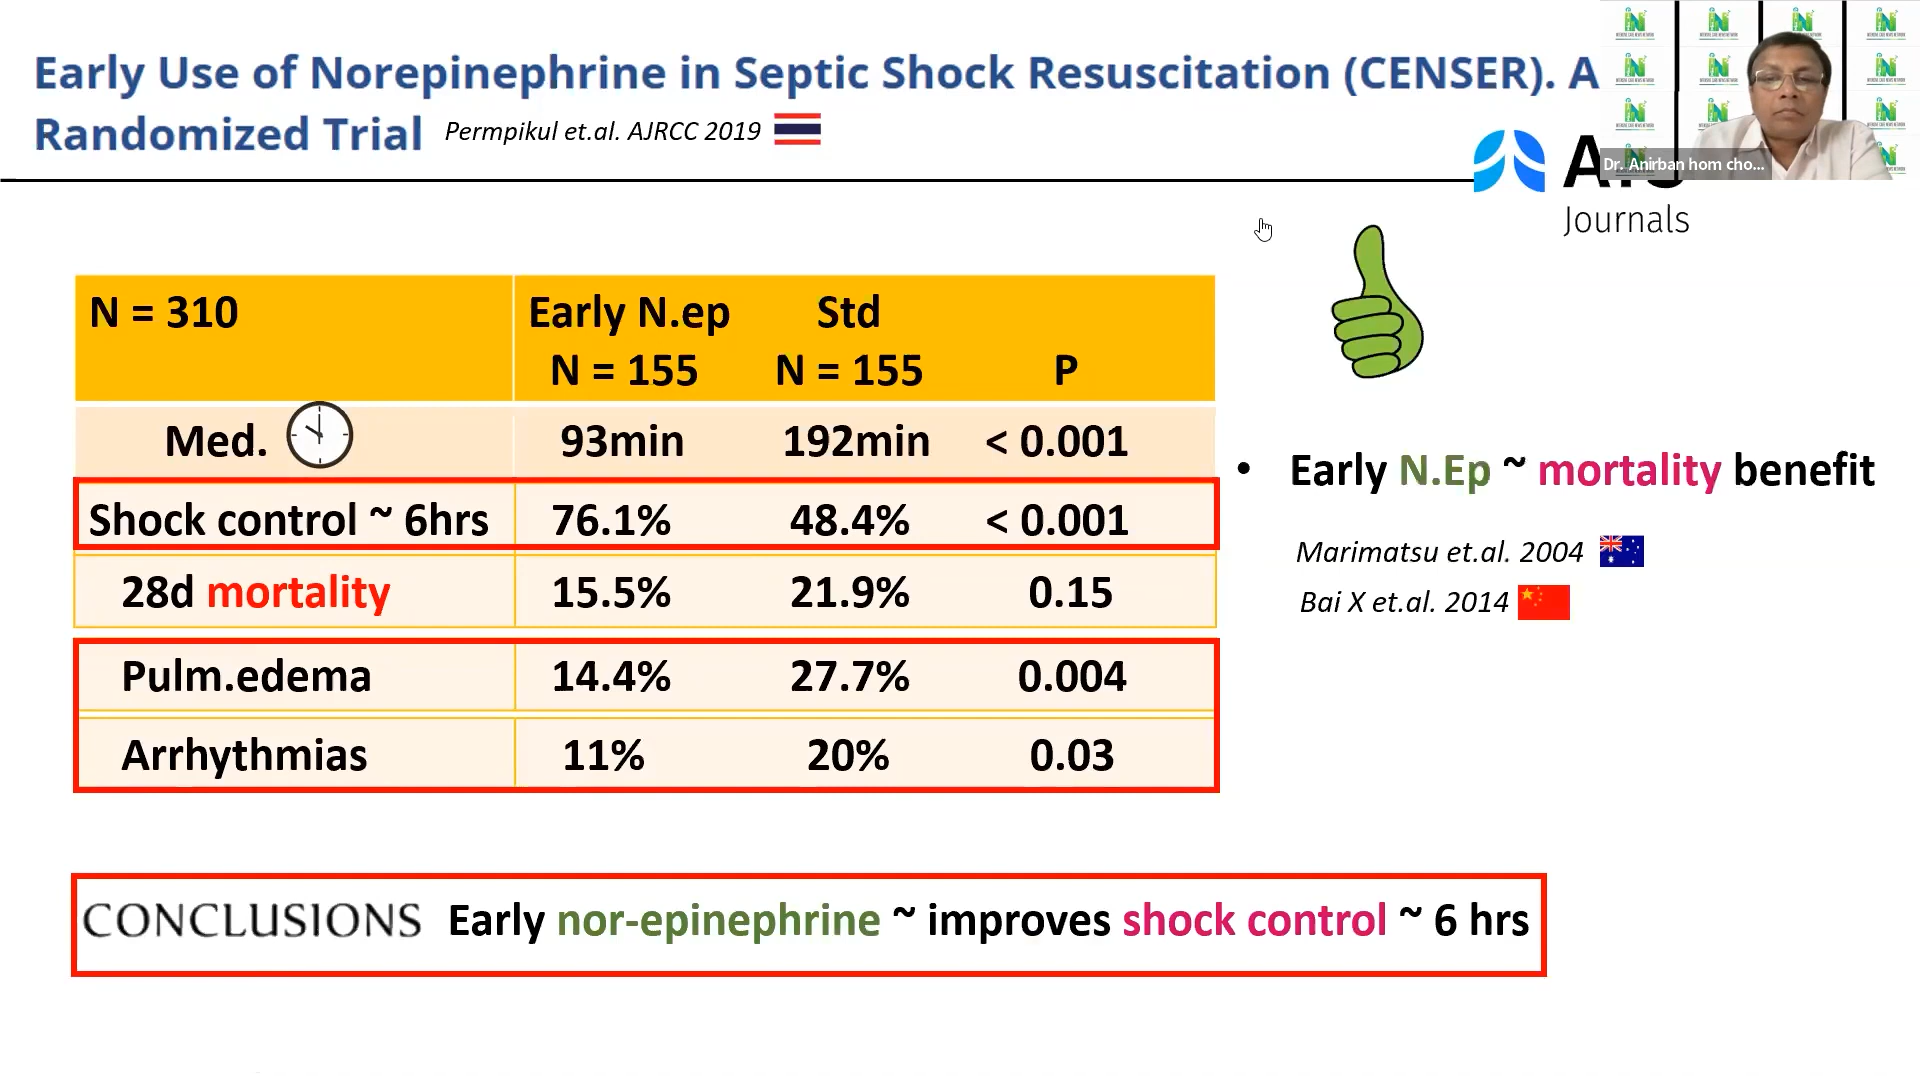 Early Use of Norepinephrine in Septic Shock Resuscitation (CENSER). A
Randomized Trial Permpikul et.al. AJRCC 2019
Dr. Anirban hom cho...
Journals
N = 310 Early N.ep Std
N = 155 N = 155 P
Med. 93min 192min < 0.001
Shock control ~ 6hrs 76.1% 48.4% < 0.001
28d mortality 15.5% 21.9% 0.15
Pulm.edema 14.4% 27.7% 0.004
Arrhythmias 11% 20% 0.03
• Early N.Ep ~ mortality benefit
Marimatsu et.al. 2004
Bai X et.al. 2014
CONCLUSIONS Early nor-epinephrine ~ improves shock control ~ 6 hrs